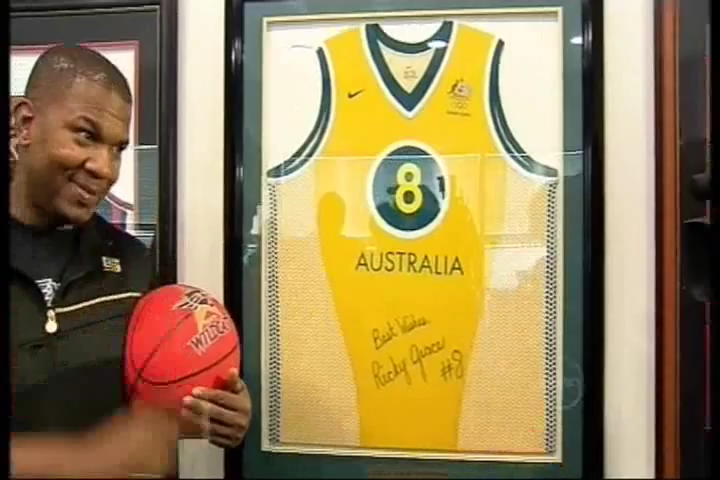 8
AUSTRALIA
Best Wishes
Ricky Grace
#8
WILDCATS